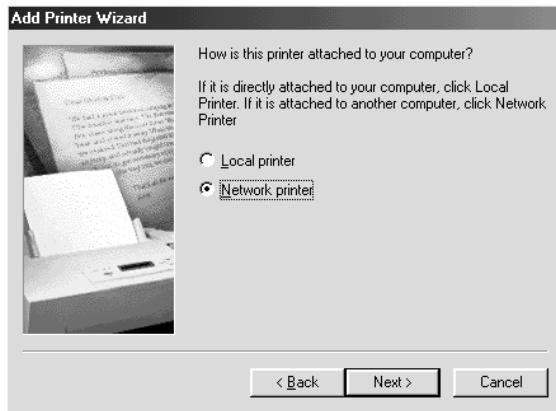 Add Printer Wizard
How is this printer attached to your computer?
If it is directly attached to your computer, click Local
Printer. If it is attached to another computer, click Network
Printer
Local printer
Network printer
< Back
Next >
Cancel